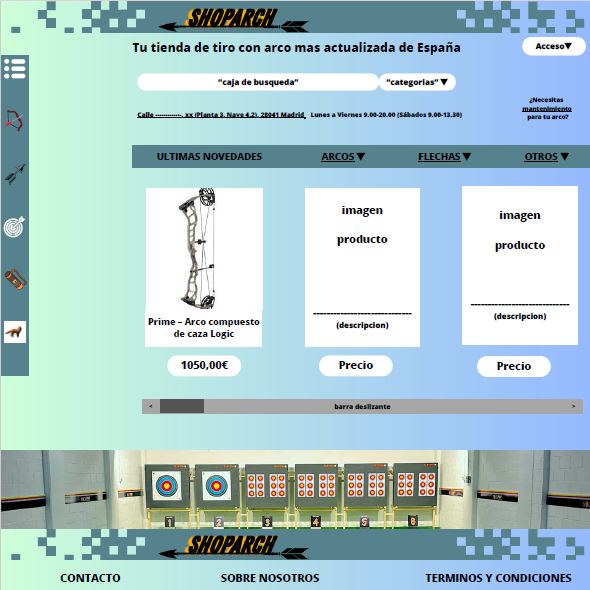 SHOPARCH
Tu tienda de tiro con arco mas actualizada de España
Acceso▼
“caja de busqueda”
“categorias” ▼
Calle -------------, xx (Planta 3, Nave 4.2), 28041 Madrid, Lunes a Viernes 9.00-20.00 (Sábados 9.00-13.30)
¿Necesitas
mantenimiento
para tu arco?
ULTIMAS NOVEDADES
ARCOS ▼
FLECHAS ▼
OTROS ▼
Prime – Arco compuesto
de caza Logic
1050,00€
imagen
producto
-----------------------------
(descripcion)
Precio
imagen
producto
-----------------------------
(descripcion)
Precio
< barra deslizante >
1 2 3 4 5 6
SHOPARCH
CONTACTO
SOBRE NOSOTROS
TERMINOS Y CONDICIONES